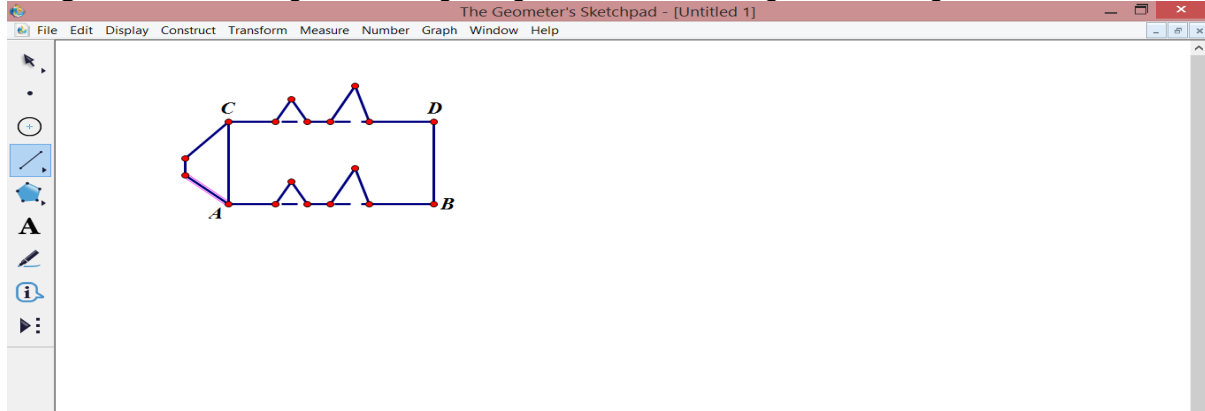 The Geometer's Sketchpad - [Untitled 1]
File Edit Display Construct Transform Measure Number Graph Window Help
C D
A B
A